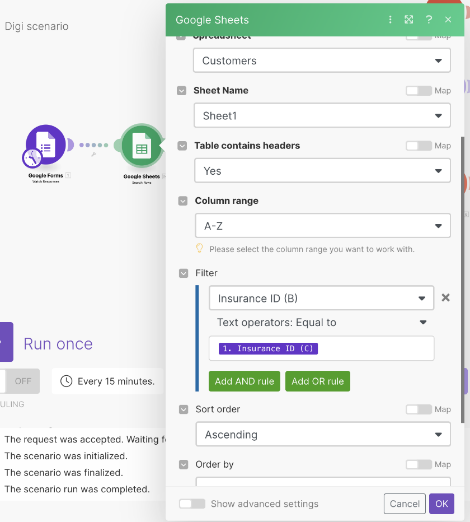 Google Sheets
Spreadsheet
Map
Digi scenario
Customers
Sheet Name
Map
Sheet1
Table contains headers
Map
Yes
Google Forms
Watch Responses
Google Sheets
Search Rows
Column range
A-Z
Please select the column range you want to work with.
Filter
Insurance ID (B)
Text operators: Equal to
1. Insurance ID (C)
Run once
OFF
Every 15 minutes.
Add AND rule
Add OR rule
ULING
Sort order
Map
Ascending
The request was accepted. Waiting f
The scenario was initialized.
The scenario was finalized.
The scenario run was completed.
Order by
Map
Show advanced settings
Cancel
OK